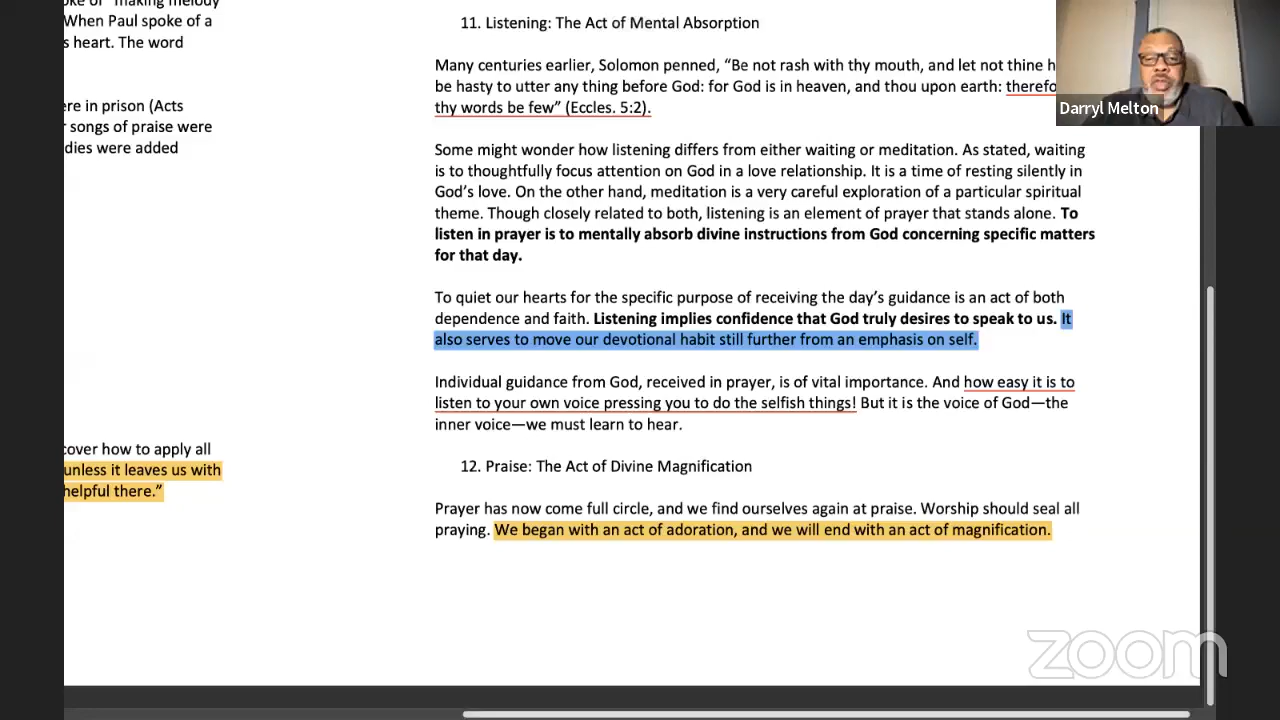 oke of “making melody
When Paul spoke of a
s heart. The word
ere in prison (Acts
r songs of praise were
dies were added
cover how to apply all
unless it leaves us with
helpful there.”
11. Listening: The Act of Mental Absorption
Many centuries earlier, Solomon penned, “Be not rash with thy mouth, and let not thine h
be hasty to utter any thing before God: for God is in heaven, and thou upon earth: therefo
thy words be few” (Eccles. 5:2).
Some might wonder how listening differs from either waiting or meditation. As stated, waiting
is to thoughtfully focus attention on God in a love relationship. It is a time of resting silently in
God’s love. On the other hand, meditation is a very careful exploration of a particular spiritual
theme. Though closely related to both, listening is an element of prayer that stands alone. To
listen in prayer is to mentally absorb divine instructions from God concerning specific matters
for that day.
To quiet our hearts for the specific purpose of receiving the day’s guidance is an act of both
dependence and faith. Listening implies confidence that God truly desires to speak to us. It
also serves to move our devotional habit still further from an emphasis on self.
Individual guidance from God, received in prayer, is of vital importance. And how easy it is to
listen to your own voice pressing you to do the selfish things! But it is the voice of God—the
inner voice—we must learn to hear.
12. Praise: The Act of Divine Magnification
Prayer has now come full circle, and we find ourselves again at praise. Worship should seal all
praying. We began with an act of adoration, and we will end with an act of magnification.
Darryl Melton
zoom